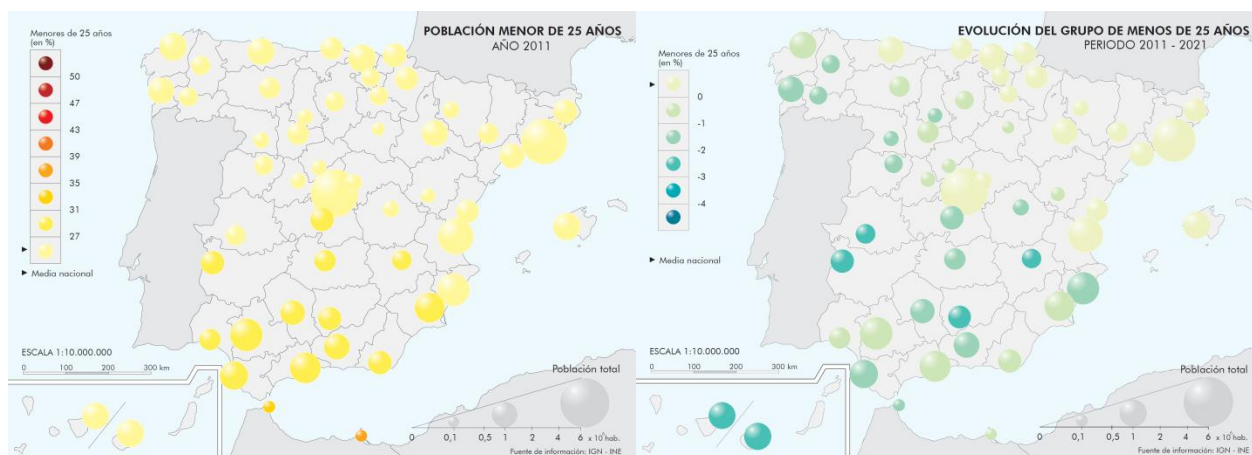 POBLACIÓN MENOR DE 25 AÑOS
AÑO 2011
Menores de 25 años
(en %)
50
47
43
39
35
31
27
Media nacional
ESCALA 1:10.000.000
0 100 200 300 km
Población total
0 0,1 0,5 1 2 4 6 x 10⁶ hab.
Fuente de información: IGN - INE
EVOLUCIÓN DEL GRUPO DE MENOS DE 25 AÑOS
PERIODO 2011 - 2021
Menores de 25 años
(en %)
0
-1
-2
-3
-4
Media nacional
ESCALA 1:10.000.000
0 100 200 300 km
Población total
0 0,1 0,5 1 2 4 6 x 10⁶ hab.
Fuente de información: IGN - INE